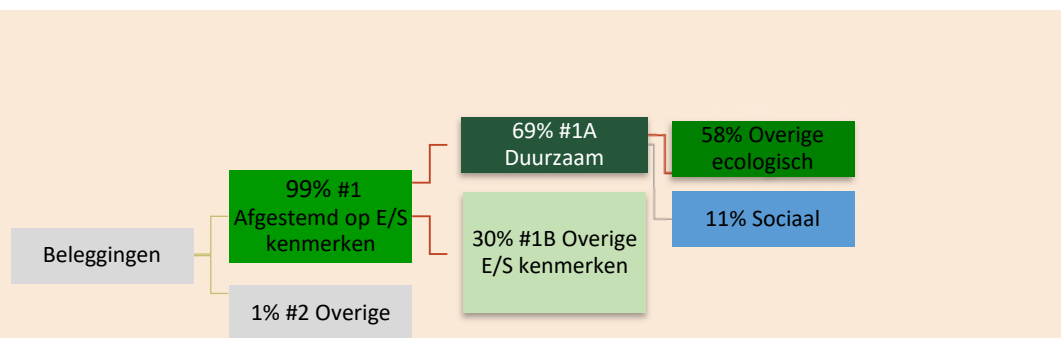 Beleggingen
99% #1
Afgestemd op E/S
kenmerken
1% #2 Overige
69% #1A
Duurzaam
30% #1B Overige
E/S kenmerken
58% Overige
ecologisch
11% Sociaal